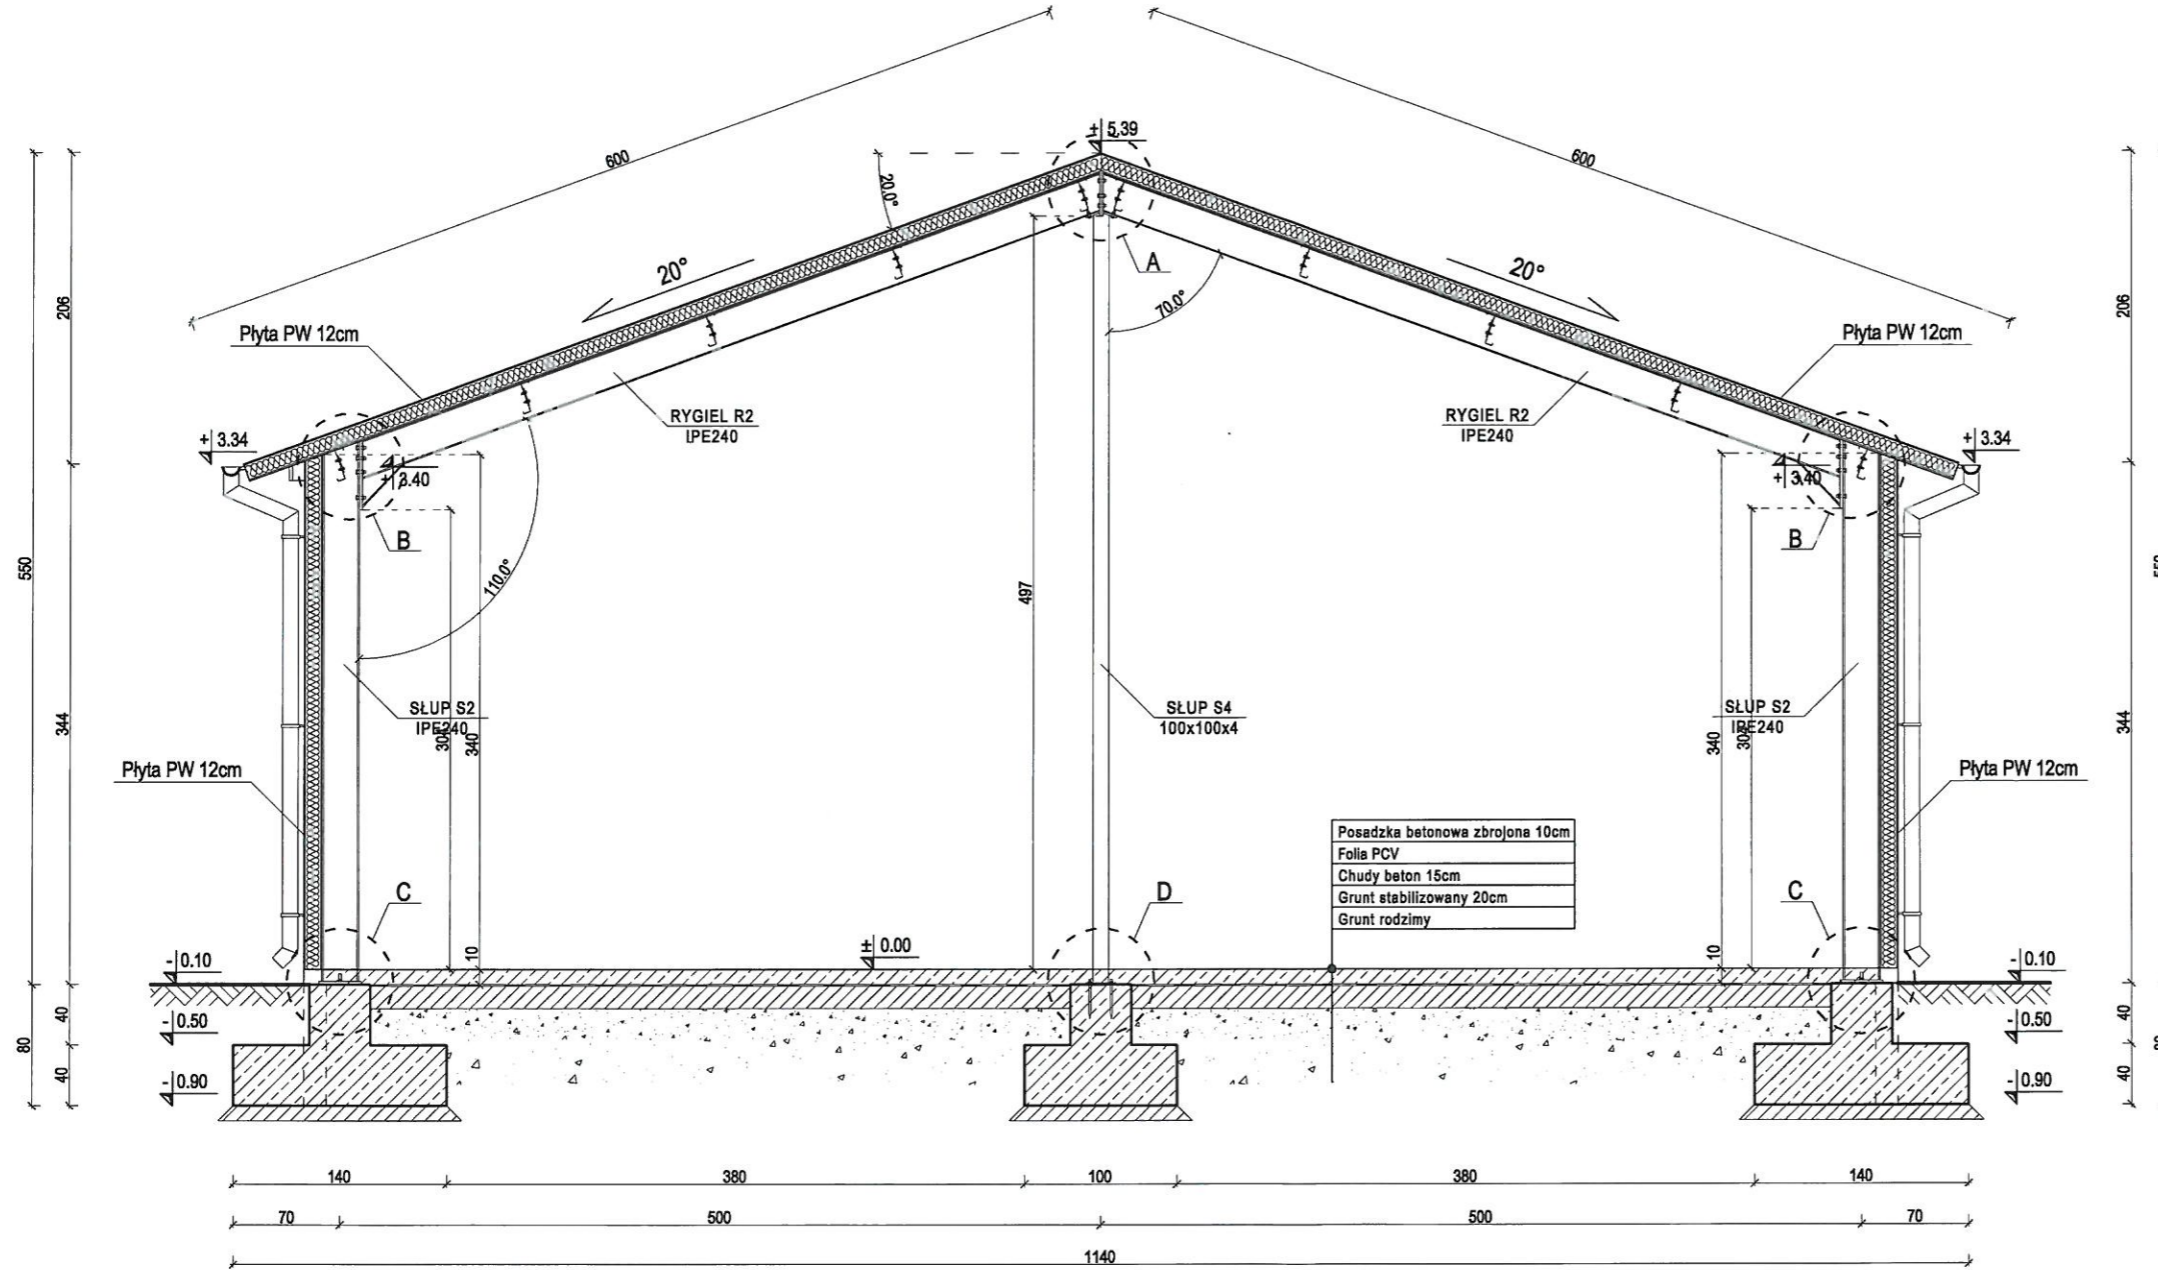 600
600
± 5.39
20.0°
20°
A
70.0°
20°
206
206
Płyta PW 12cm
Płyta PW 12cm
RYGIEL R2
IPE240
RYGIEL R2
IPE240
+ 3.34
+ 3.34
+ 3.40
+ 3.40
B
B
110.0°
550
497
SŁUP S2
IPE240
SŁUP S4
100x100x4
SŁUP S2
IPE240
344
304
340
340
304
344
Płyta PW 12cm
Płyta PW 12cm
Posadzka betonowa zbrojona 10cm
Folia PCV
Chudy beton 15cm
Grunt stabilizowany 20cm
Grunt rodzimy
C
D
C
- 0.10
10
± 0.00
10
- 0.10
40
- 0.50
40
- 0.50
80
40
- 0.90
40
- 0.90
140
380
100
380
140
70
500
500
70
1140